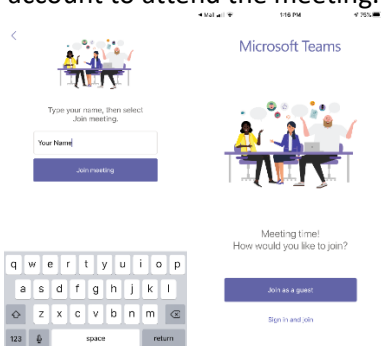 account to attend the meeting.
Type your name, then select
Join meeting.
Your Name
Join meeting
q w e r t y u i o p
a s d f g h j k l
z x c v b n m
123 space return
Mail 1:16 PM 75%
Microsoft Teams
Meeting time!
How would you like to join?
Join as a guest
Sign in and join